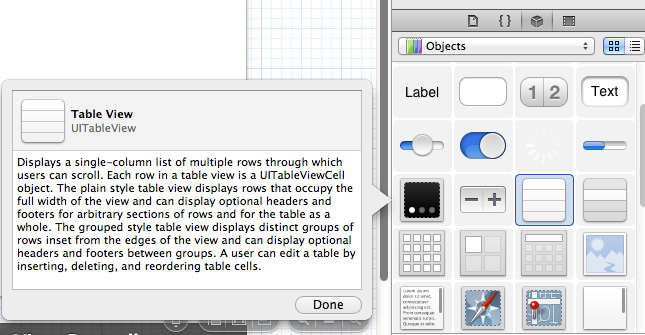 { }
Objects
Label
1 2
Text
Table View
UITableView
Displays a single-column list of multiple rows through which
users can scroll. Each row in a table view is a UITableViewCell
object. The plain style table view displays rows that occupy the
full width of the view and can display optional headers and
footers for arbitrary sections of rows and for the table as a
whole. The grouped style table view displays distinct groups of
rows inset from the edges of the view and can display optional
headers and footers between groups. A user can edit a table by
inserting, deleting, and reordering table cells.
Done